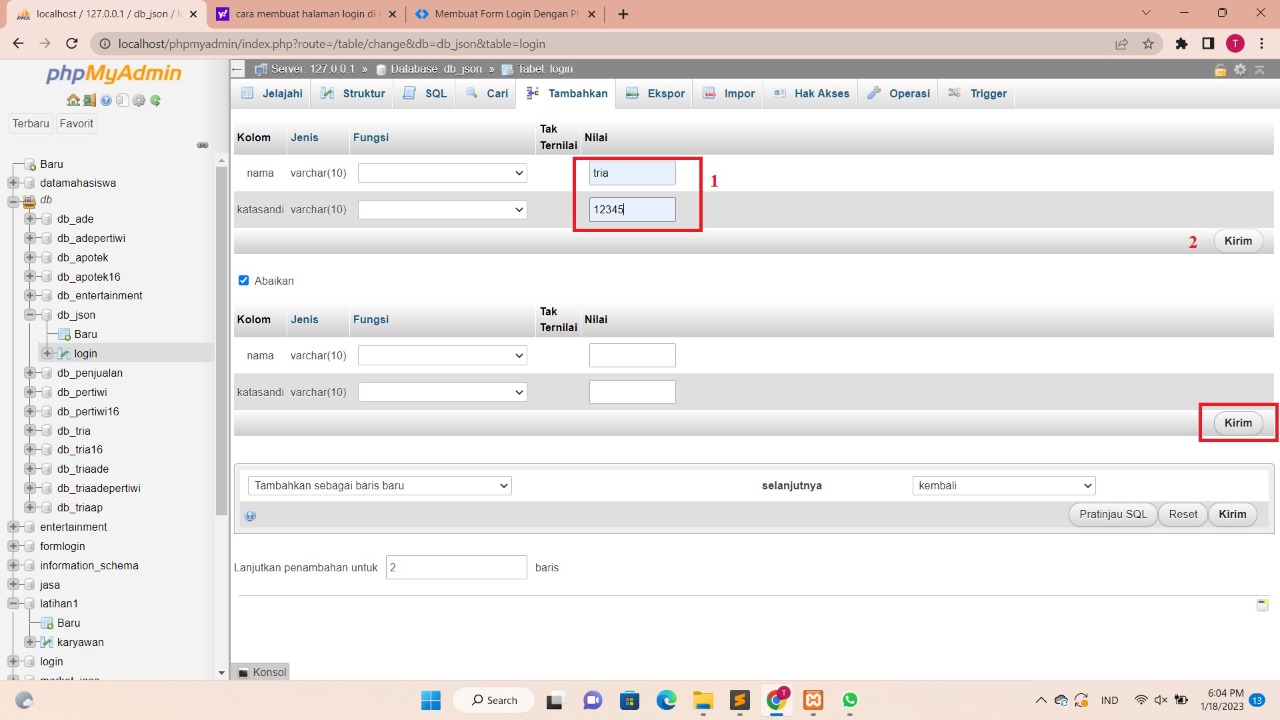 localhost / 127.0.0.1 / db_json / l
cara membuat halaman login di
Membuat Form Login Dengan P
localhost/phpmyadmin/index.php?route=/table/change&db=db_json&table=login
T
phpMyAdmin
Terbaru Favorit
Baru
datamahasiswa
db
db_ade
db_adepertiwi
db_apotek
db_apotek16
db_entertainment
db_json
Baru
login
db_penjualan
db_pertiwi
db_pertiwi16
db_tria
db_tria16
db_triaade
db_triaadepertiwi
db_triaap
entertainment
formlogin
information_schema
jasa
latihan1
Baru
karyawan
login
Server: 127.0.0.1 » Database: db_json » Tabel: login
Jelajahi Struktur SQL Cari Tambahkan Ekspor Impor Hak Akses Operasi Trigger
Kolom Jenis Fungsi Tak Ternilai Nilai
nama varchar(10) tria
1
katasandi varchar(10) 12345
2 Kirim
Abaikan
Kolom Jenis Fungsi Tak Ternilai Nilai
nama varchar(10)
katasandi varchar(10)
Kirim
Tambahkan sebagai baris baru selanjutnya kembali
Pratinjau SQL Reset Kirim
Lanjutkan penambahan untuk 2 baris
Konsol
Search
T
IND
6:04 PM
1/18/2023
13